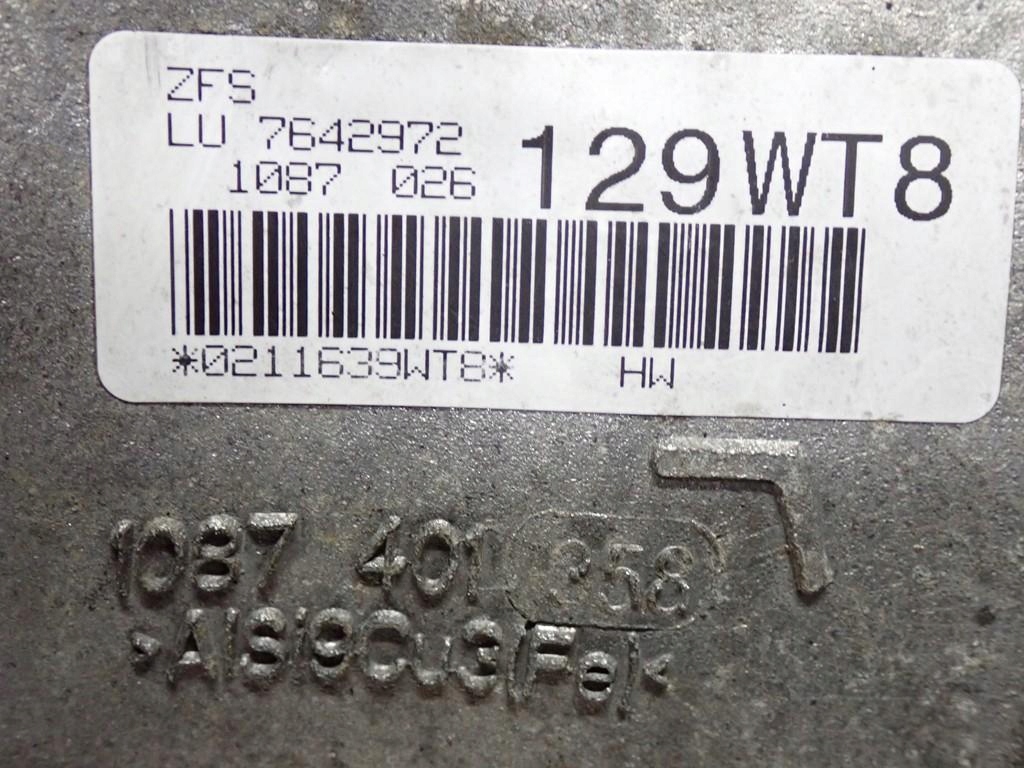 ZFS
LU 7642972
1087 026
129WT8
*0211639WT8* HW
1087 401 358
>AlSi9Cu3(Fe)<